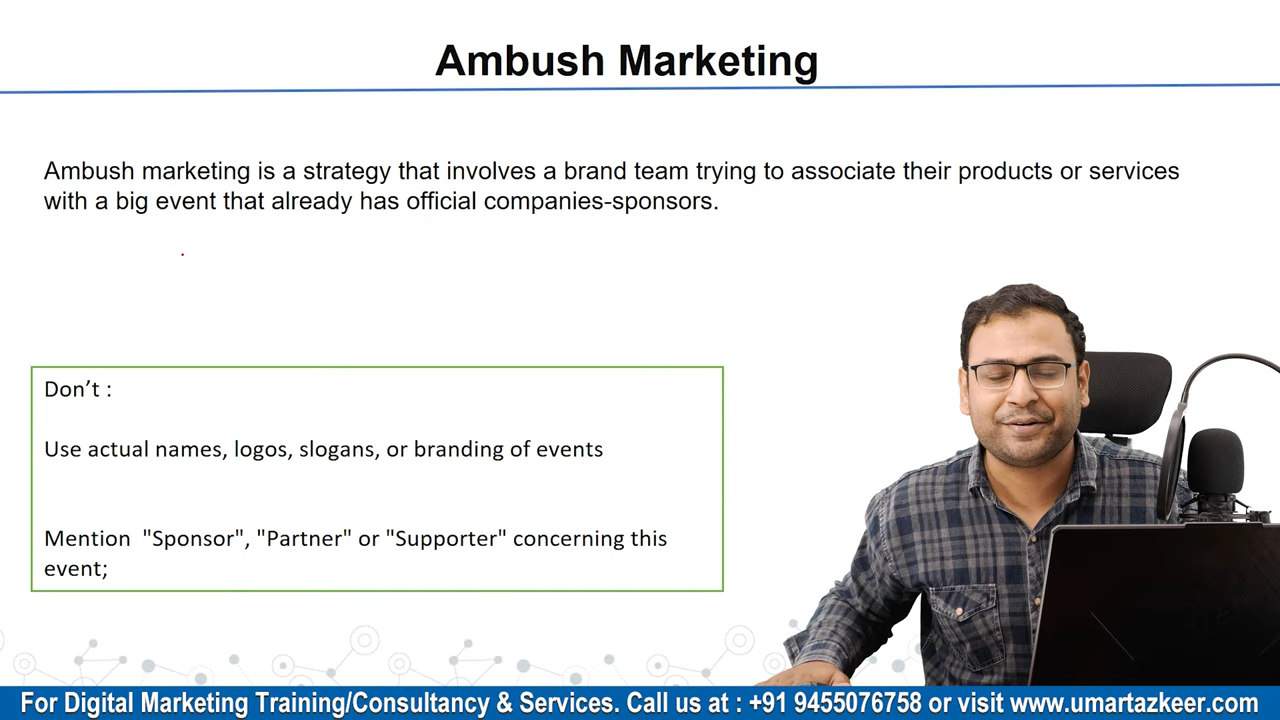 Ambush Marketing
Ambush marketing is a strategy that involves a brand team trying to associate their products or services
with a big event that already has official companies-sponsors.
Don’t :
Use actual names, logos, slogans, or branding of events
Mention  "Sponsor", "Partner" or "Supporter" concerning this
event;
For Digital Marketing Training/Consultancy & Services. Call us at : +91 9455076758 or visit www.umartazkeer.com